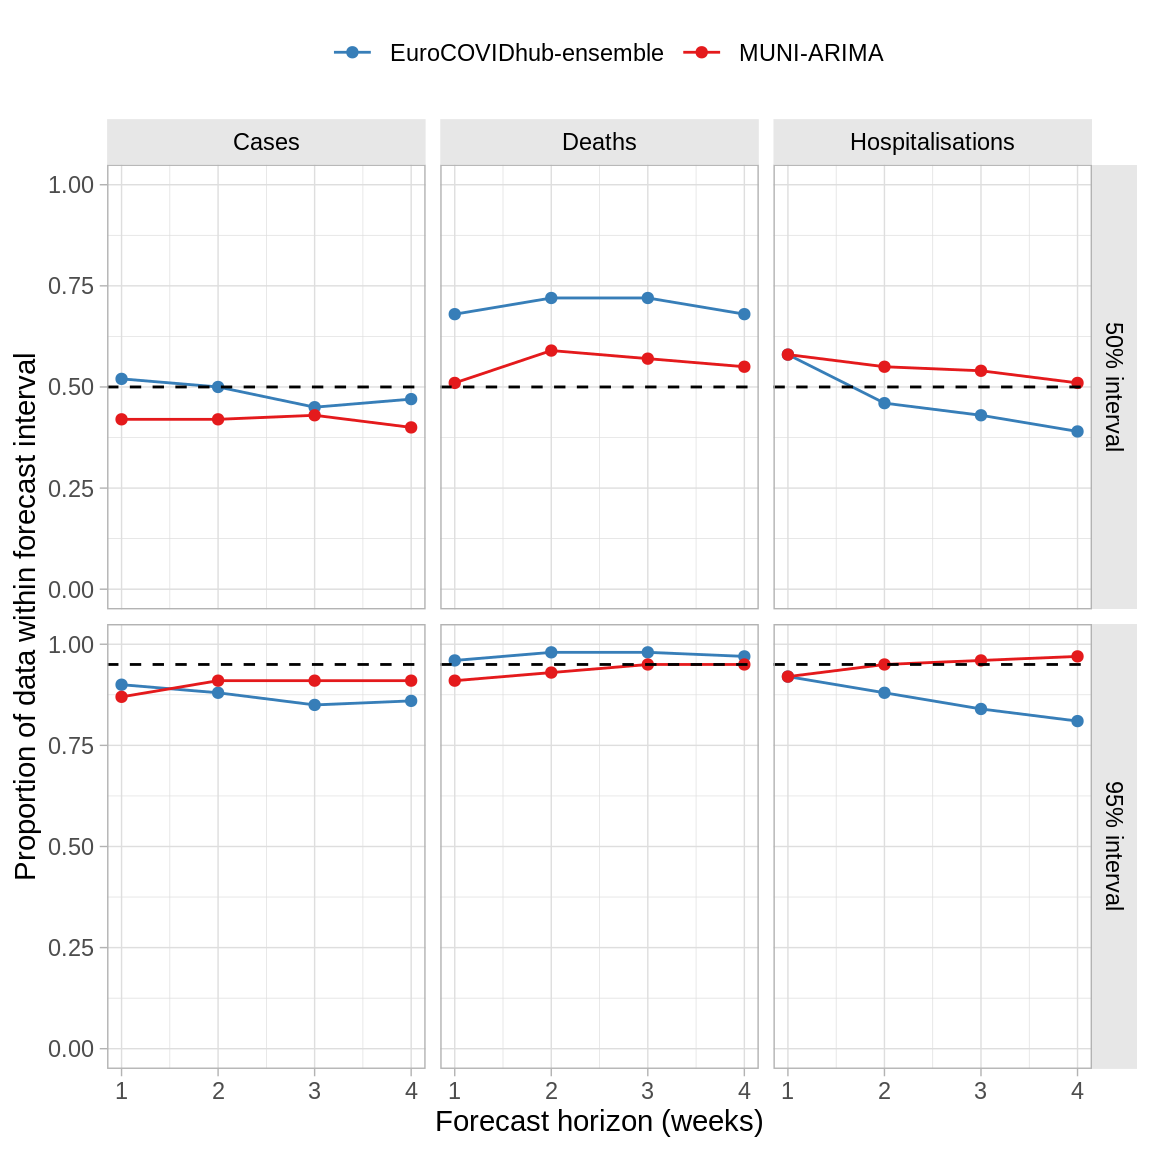 EuroCOVIDhub-ensemble MUNI-ARIMA
Cases Deaths Hospitalisations
1.00
0.75
0.50
0.25
0.00
50% interval
1.00
0.75
0.50
0.25
0.00
95% interval
Proportion of data within forecast interval
1 2 3 4 1 2 3 4 1 2 3 4
Forecast horizon (weeks)